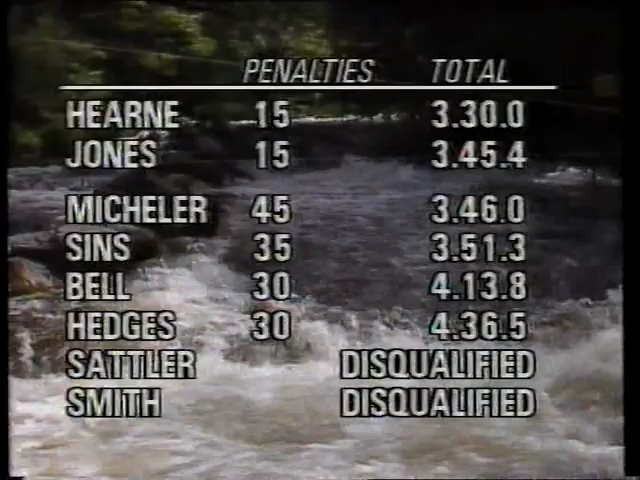 PENALTIES TOTAL
HEARNE 15 3.30.0
JONES 15 3.45.4
MICHELER 45 3.46.0
SINS 35 3.51.3
BELL 30 4.13.8
HEDGES 30 4.36.5
SATTLER DISQUALIFIED
SMITH DISQUALIFIED